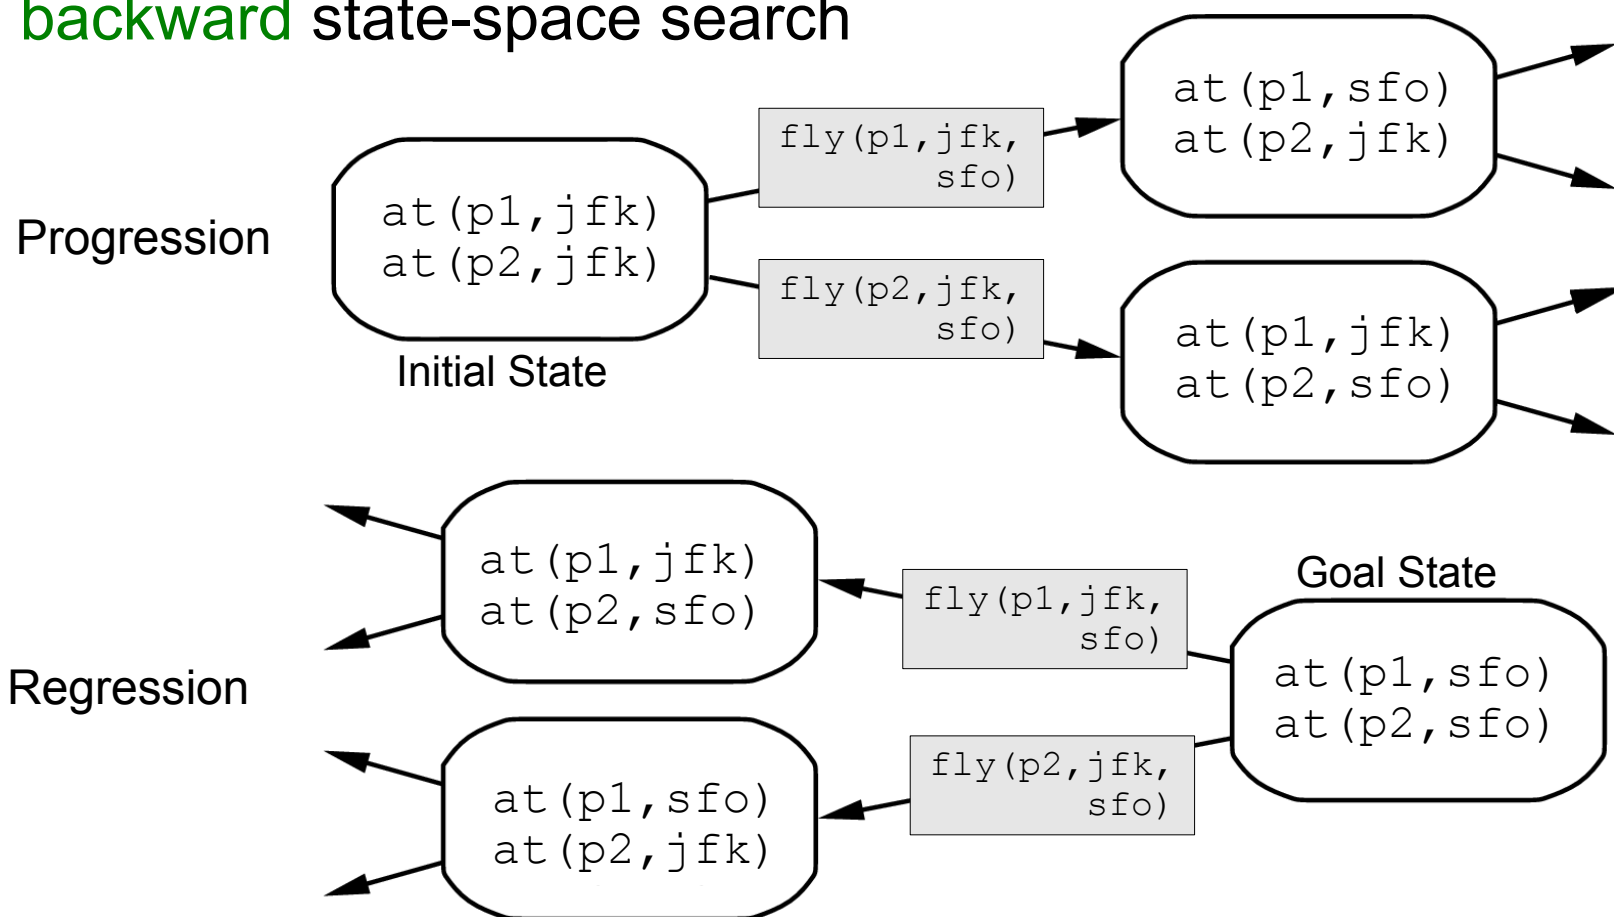 backward state-space search
Progression
at(p1,jfk)
at(p2,jfk)
Initial State
fly(p1,jfk,
sfo)
fly(p2,jfk,
sfo)
at(p1,sfo)
at(p2,jfk)
at(p1,jfk)
at(p2,sfo)
Regression
at(p1,jfk)
at(p2,sfo)
at(p1,sfo)
at(p2,jfk)
fly(p1,jfk,
sfo)
fly(p2,jfk,
sfo)
Goal State
at(p1,sfo)
at(p2,sfo)